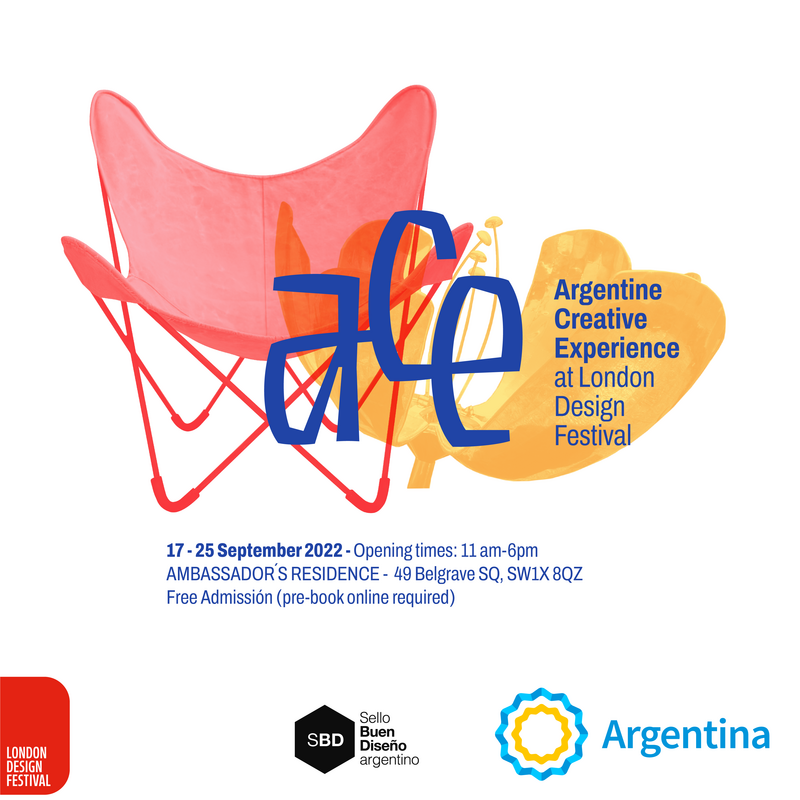 ace
Argentine
Creative
Experience
at London
Design
Festival
17 - 25 September 2022 - Opening times: 11 am-6pm
AMBASSADOR´S RESIDENCE - 49 Belgrave SQ, SW1X 8QZ
Free Admissión (pre-book online required)
LONDON
DESIGN
FESTIVAL
SBD
Sello
Buen
Diseño
argentino
Argentina